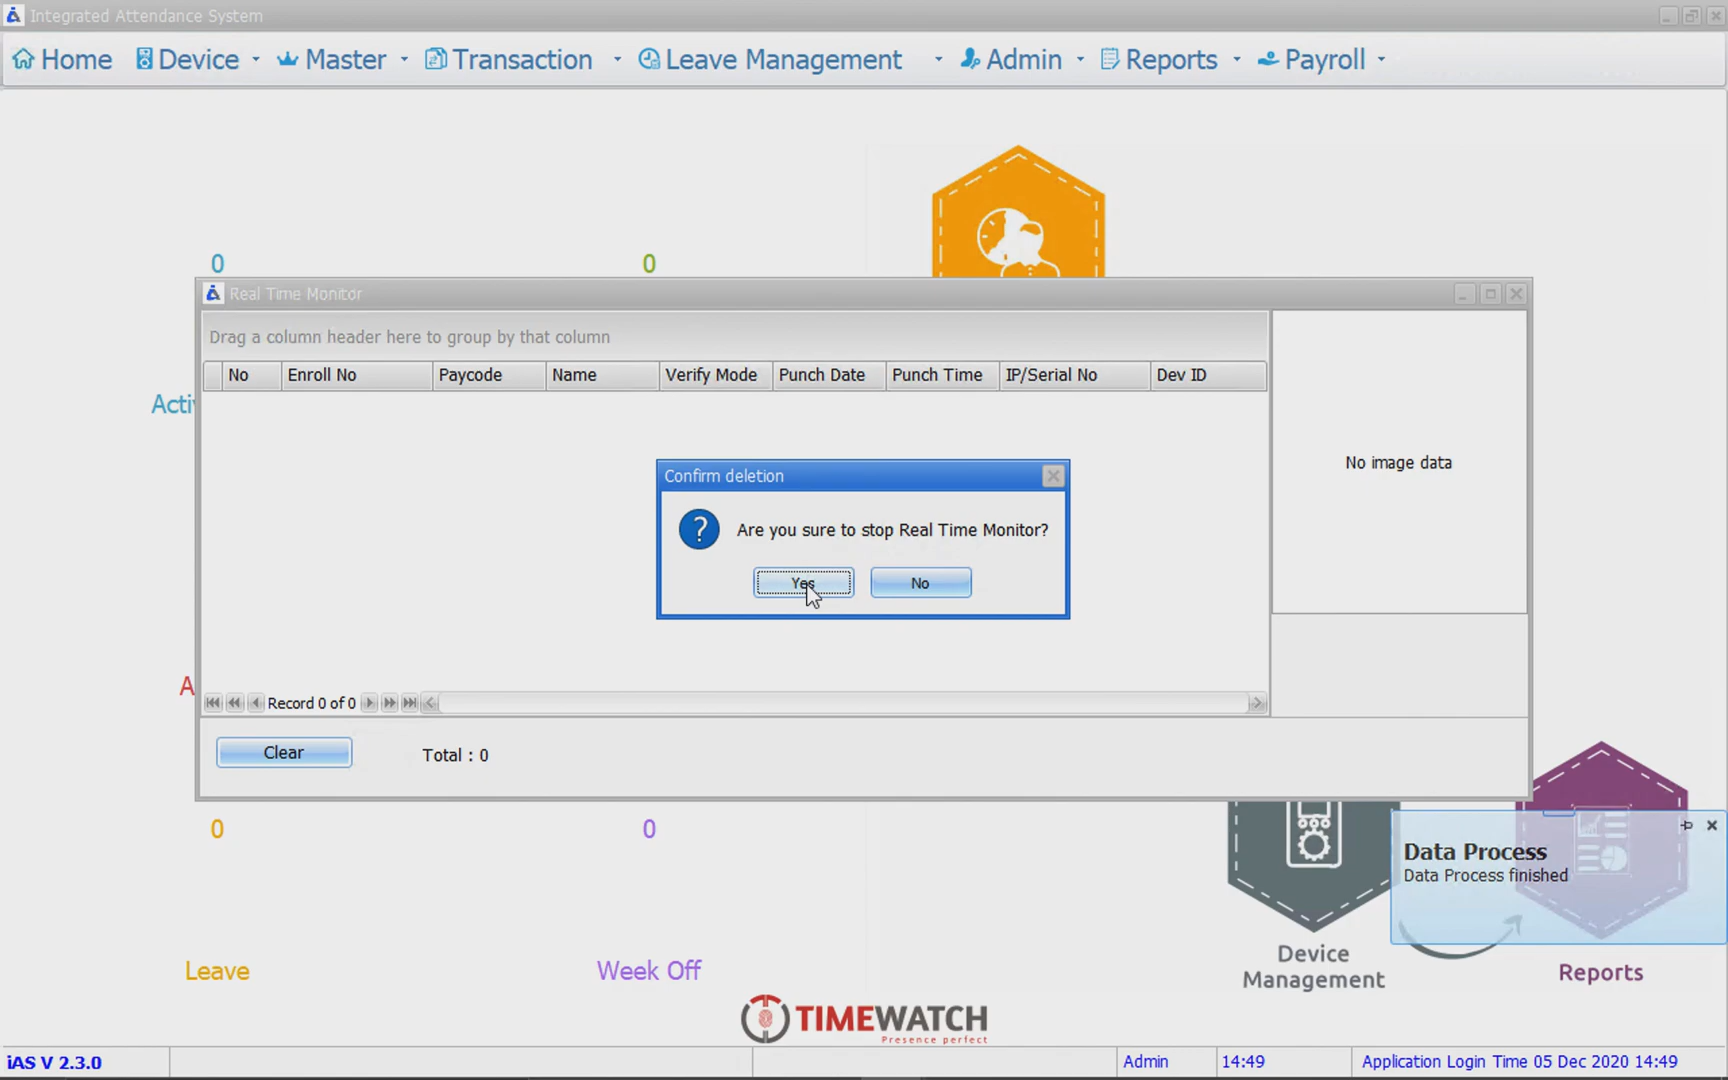 Integrated Attendance System
Home Device Master Transaction Leave Management Admin Reports Payroll
0 0
Real Time Monitor
Drag a column header here to group by that column
No Enroll No Paycode Name Verify Mode Punch Date Punch Time IP/Serial No Dev ID
Acti
No image data
Confirm deletion
Are you sure to stop Real Time Monitor?
Yes No
A
Record 0 of 0
Clear Total : 0
0 0
Data Process
Data Process finished
Device
Management
Reports
Leave Week Off
TIMEWATCH
Presence perfect
iAS V 2.3.0 Admin 14:49 Application Login Time 05 Dec 2020 14:49